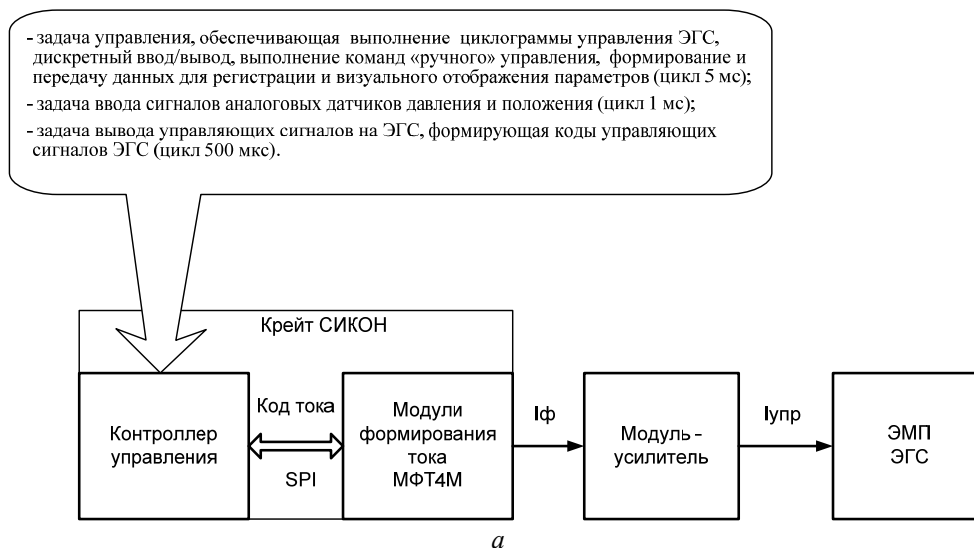 - задача управления, обеспечивающая выполнение циклограммы управления ЭГС,
дискретный ввод/вывод, выполнение команд «ручного» управления, формирование и
передачу данных для регистрации и визуального отображения параметров (цикл 5 мс);
- задача ввода сигналов аналоговых датчиков давления и положения (цикл 1 мс);
- задача вывода управляющих сигналов на ЭГС, формирующая коды управляющих
сигналов ЭГС (цикл 500 мкс).
Крейт СИКОН
Контроллер
управления
Код тока
SPI
Модули
формирования
тока
МФТ4М
Iф
Модуль-
усилитель
Iупр
ЭМП
ЭГС
а